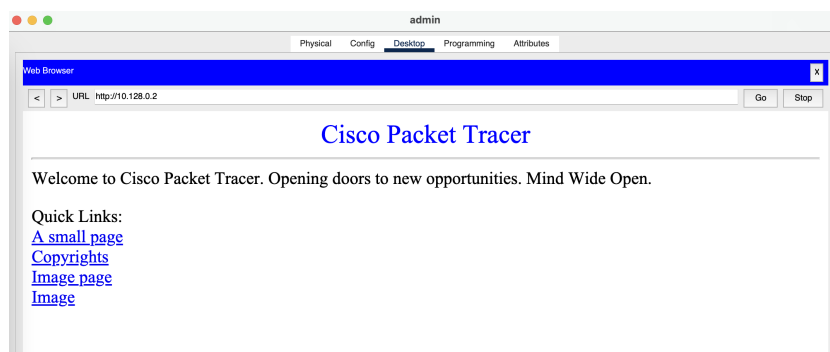 admin
Physical Config Desktop Programming Attributes
Web Browser X
< > URL http://10.128.0.2 Go Stop
Cisco Packet Tracer
Welcome to Cisco Packet Tracer. Opening doors to new opportunities. Mind Wide Open.
Quick Links:
A small page
Copyrights
Image page
Image